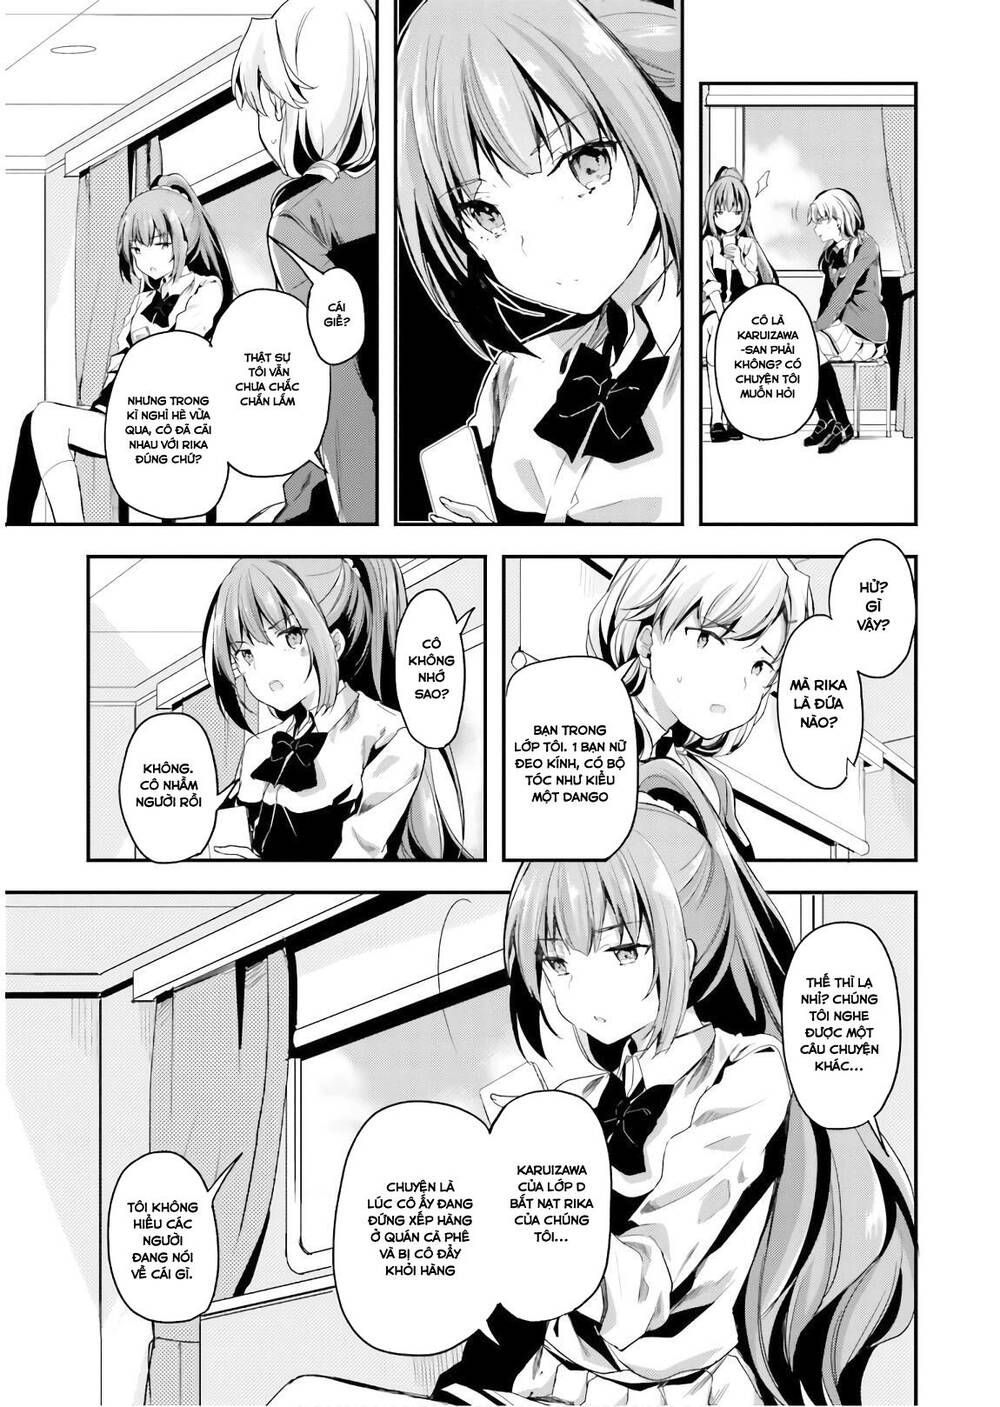 CÔ LÀ
KARUIZAWA
-SAN PHẢI
KHÔNG? CÓ
CHUYỆN TÔI
MUỐN HỎI
CÁI
GIỀ?
THẬT SỰ
TÔI VẪN
CHƯA CHẮC
CHẮN LẮM
NHƯNG TRONG
KÌ NGHỈ HÈ VỪA
QUA, CÔ ĐÃ CÃI
NHAU VỚI RIKA
ĐÚNG CHỨ?
HỬ?
GÌ
VẬY?
MÀ RIKA
LÀ ĐỨA
NÀO?
BẠN TRONG
LỚP TÔI. 1 BẠN NỮ
ĐEO KÍNH, CÓ BỘ
TÓC NHƯ KIỂU
MỘT DANGO
CÔ
KHÔNG
NHỚ
SAO?
KHÔNG.
CÔ NHẦM
NGƯỜI RỒI
THẾ THÌ LẠ
NHỈ? CHÚNG
TÔI NGHE
ĐƯỢC MỘT
CÂU CHUYỆN
KHÁC...
KARUIZAWA
CỦA LỚP D
BẮT NẠT RIKA
CỦA CHÚNG
TÔI...
CHUYỆN LÀ
LÚC CÔ ẤY ĐANG
ĐỨNG XẾP HÀNG
Ở QUÁN CÀ PHÊ
VÀ BỊ CÔ ĐẨY
KHỎI HÀNG
TÔI KHÔNG
HIỂU CÁC
NGƯỜI
ĐANG NÓI
VỀ CÁI GÌ.